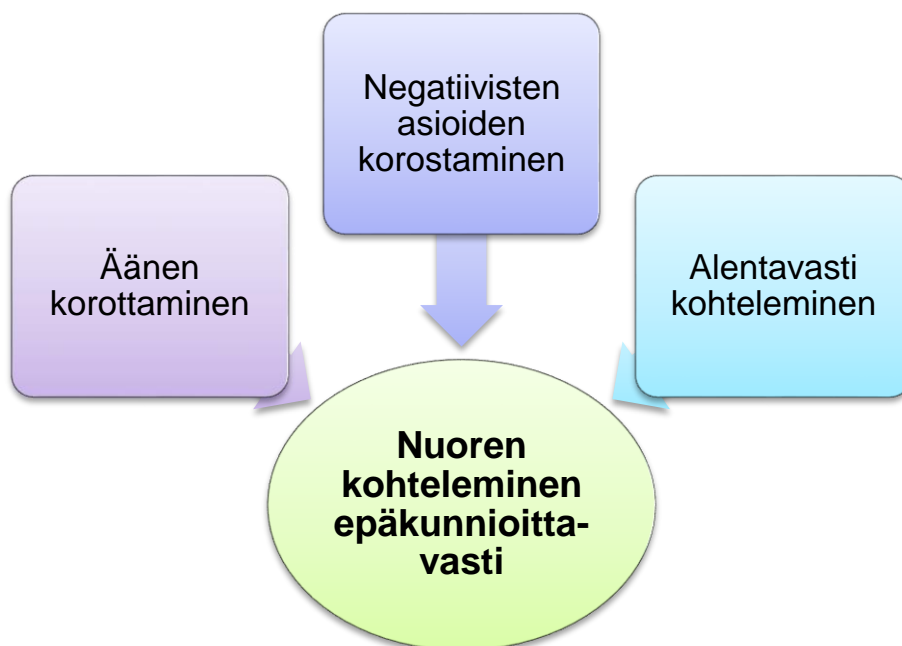 Negatiivisten
asioiden
korostaminen
Äänen
korottaminen
Alentavasti
kohteleminen
Nuoren
kohteleminen
epäkunnioitta-
vasti